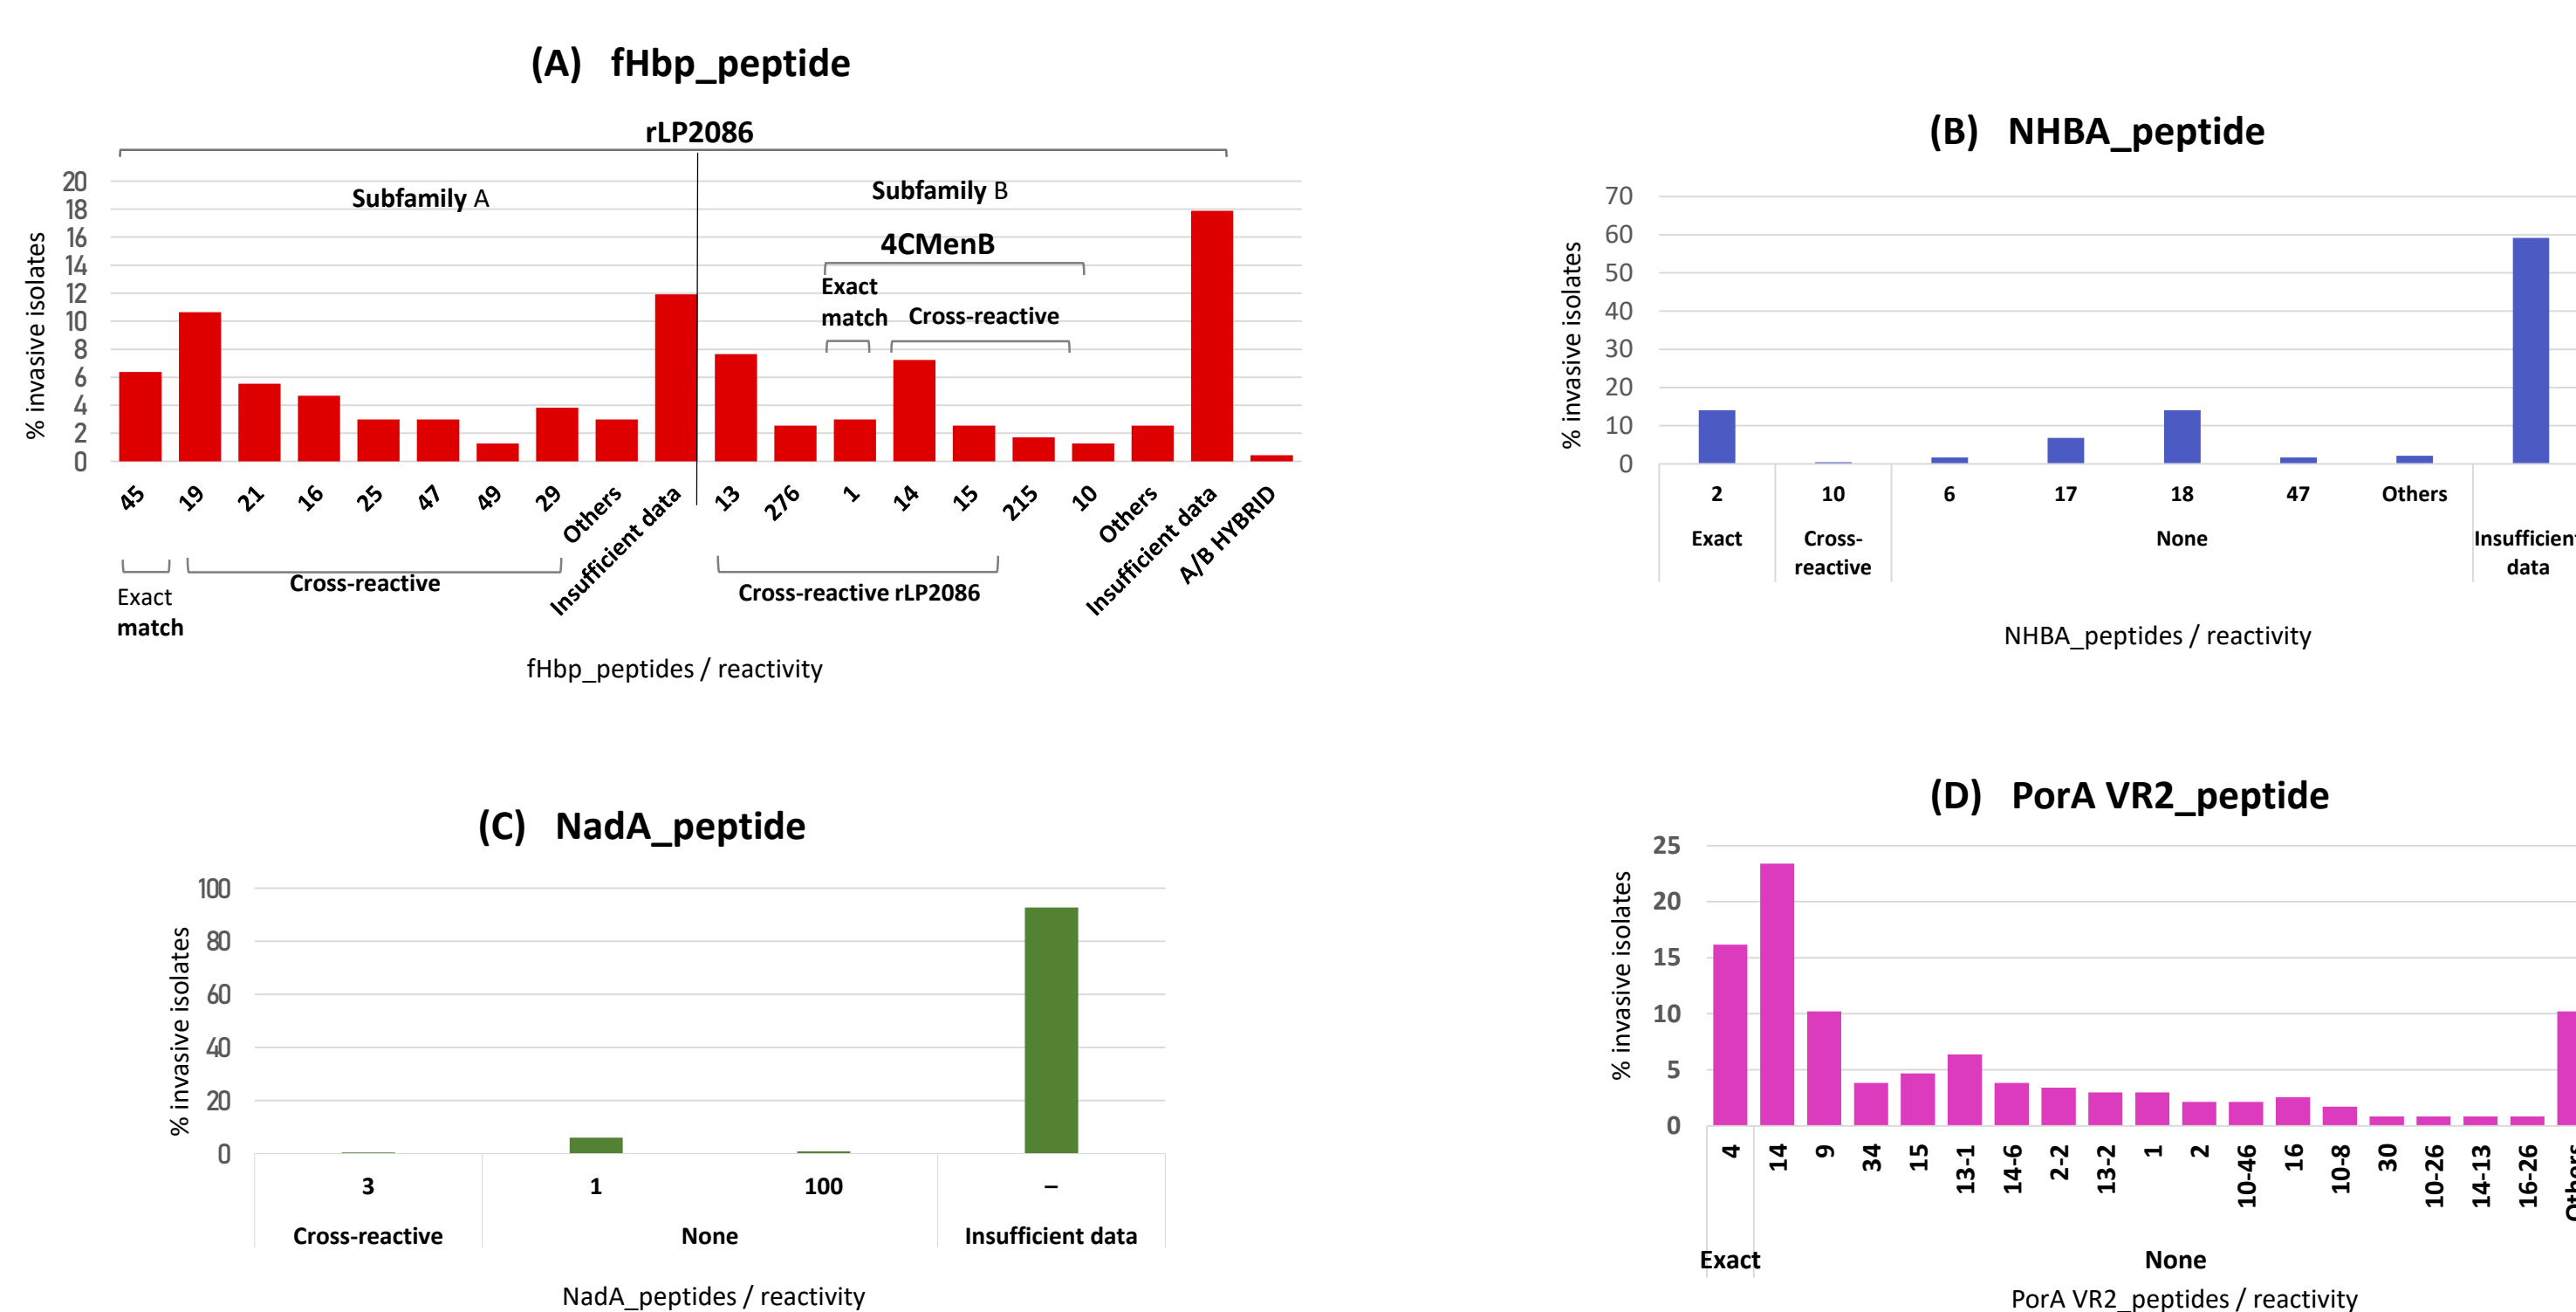 (A) fHbp_peptide
rLP2086
Subfamily A
Subfamily B
4CMenB
Exact
match
Cross-reactive
% invasive isolates
20
18
16
14
12
10
8
6
4
2
0
45 19 21 16 25 47 49 29 Others Insufficient data 13 276 1 14 15 215 10 Others Insufficient data A/B HYBRID
Exact
match
Cross-reactive
Cross-reactive rLP2086
fHbp_peptides / reactivity
(B) NHBA_peptide
% invasive isolates
70
60
50
40
30
20
10
0
2 10 6 17 18 47 Others
Exact Cross- None Insufficient
reactive data
NHBA_peptides / reactivity
(C) NadA_peptide
% invasive isolates
100
80
60
40
20
0
3 1 100 –
Cross-reactive None Insufficient data
NadA_peptides / reactivity
(D) PorA VR2_peptide
% invasive isolates
25
20
15
10
5
0
4 14 9 34 15 13-1 14-6 2-2 13-2 1 2 10-46 16 10-8 30 10-26 14-13 16-26 Others
Exact None
PorA VR2_peptides / reactivity